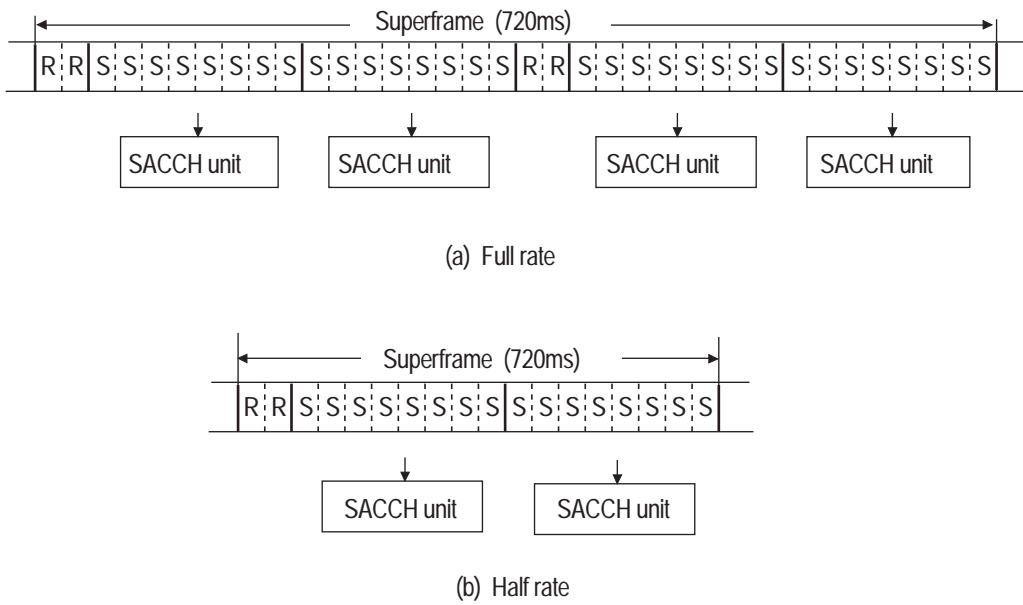 Superframe (720ms)
R R S S S S S S S S S S S S S S S S R R S S S S S S S S S S S S S S S S
SACCH unit SACCH unit SACCH unit SACCH unit
(a) Full rate
Superframe (720ms)
R R S S S S S S S S S S S S S S S S
SACCH unit SACCH unit
(b) Half rate